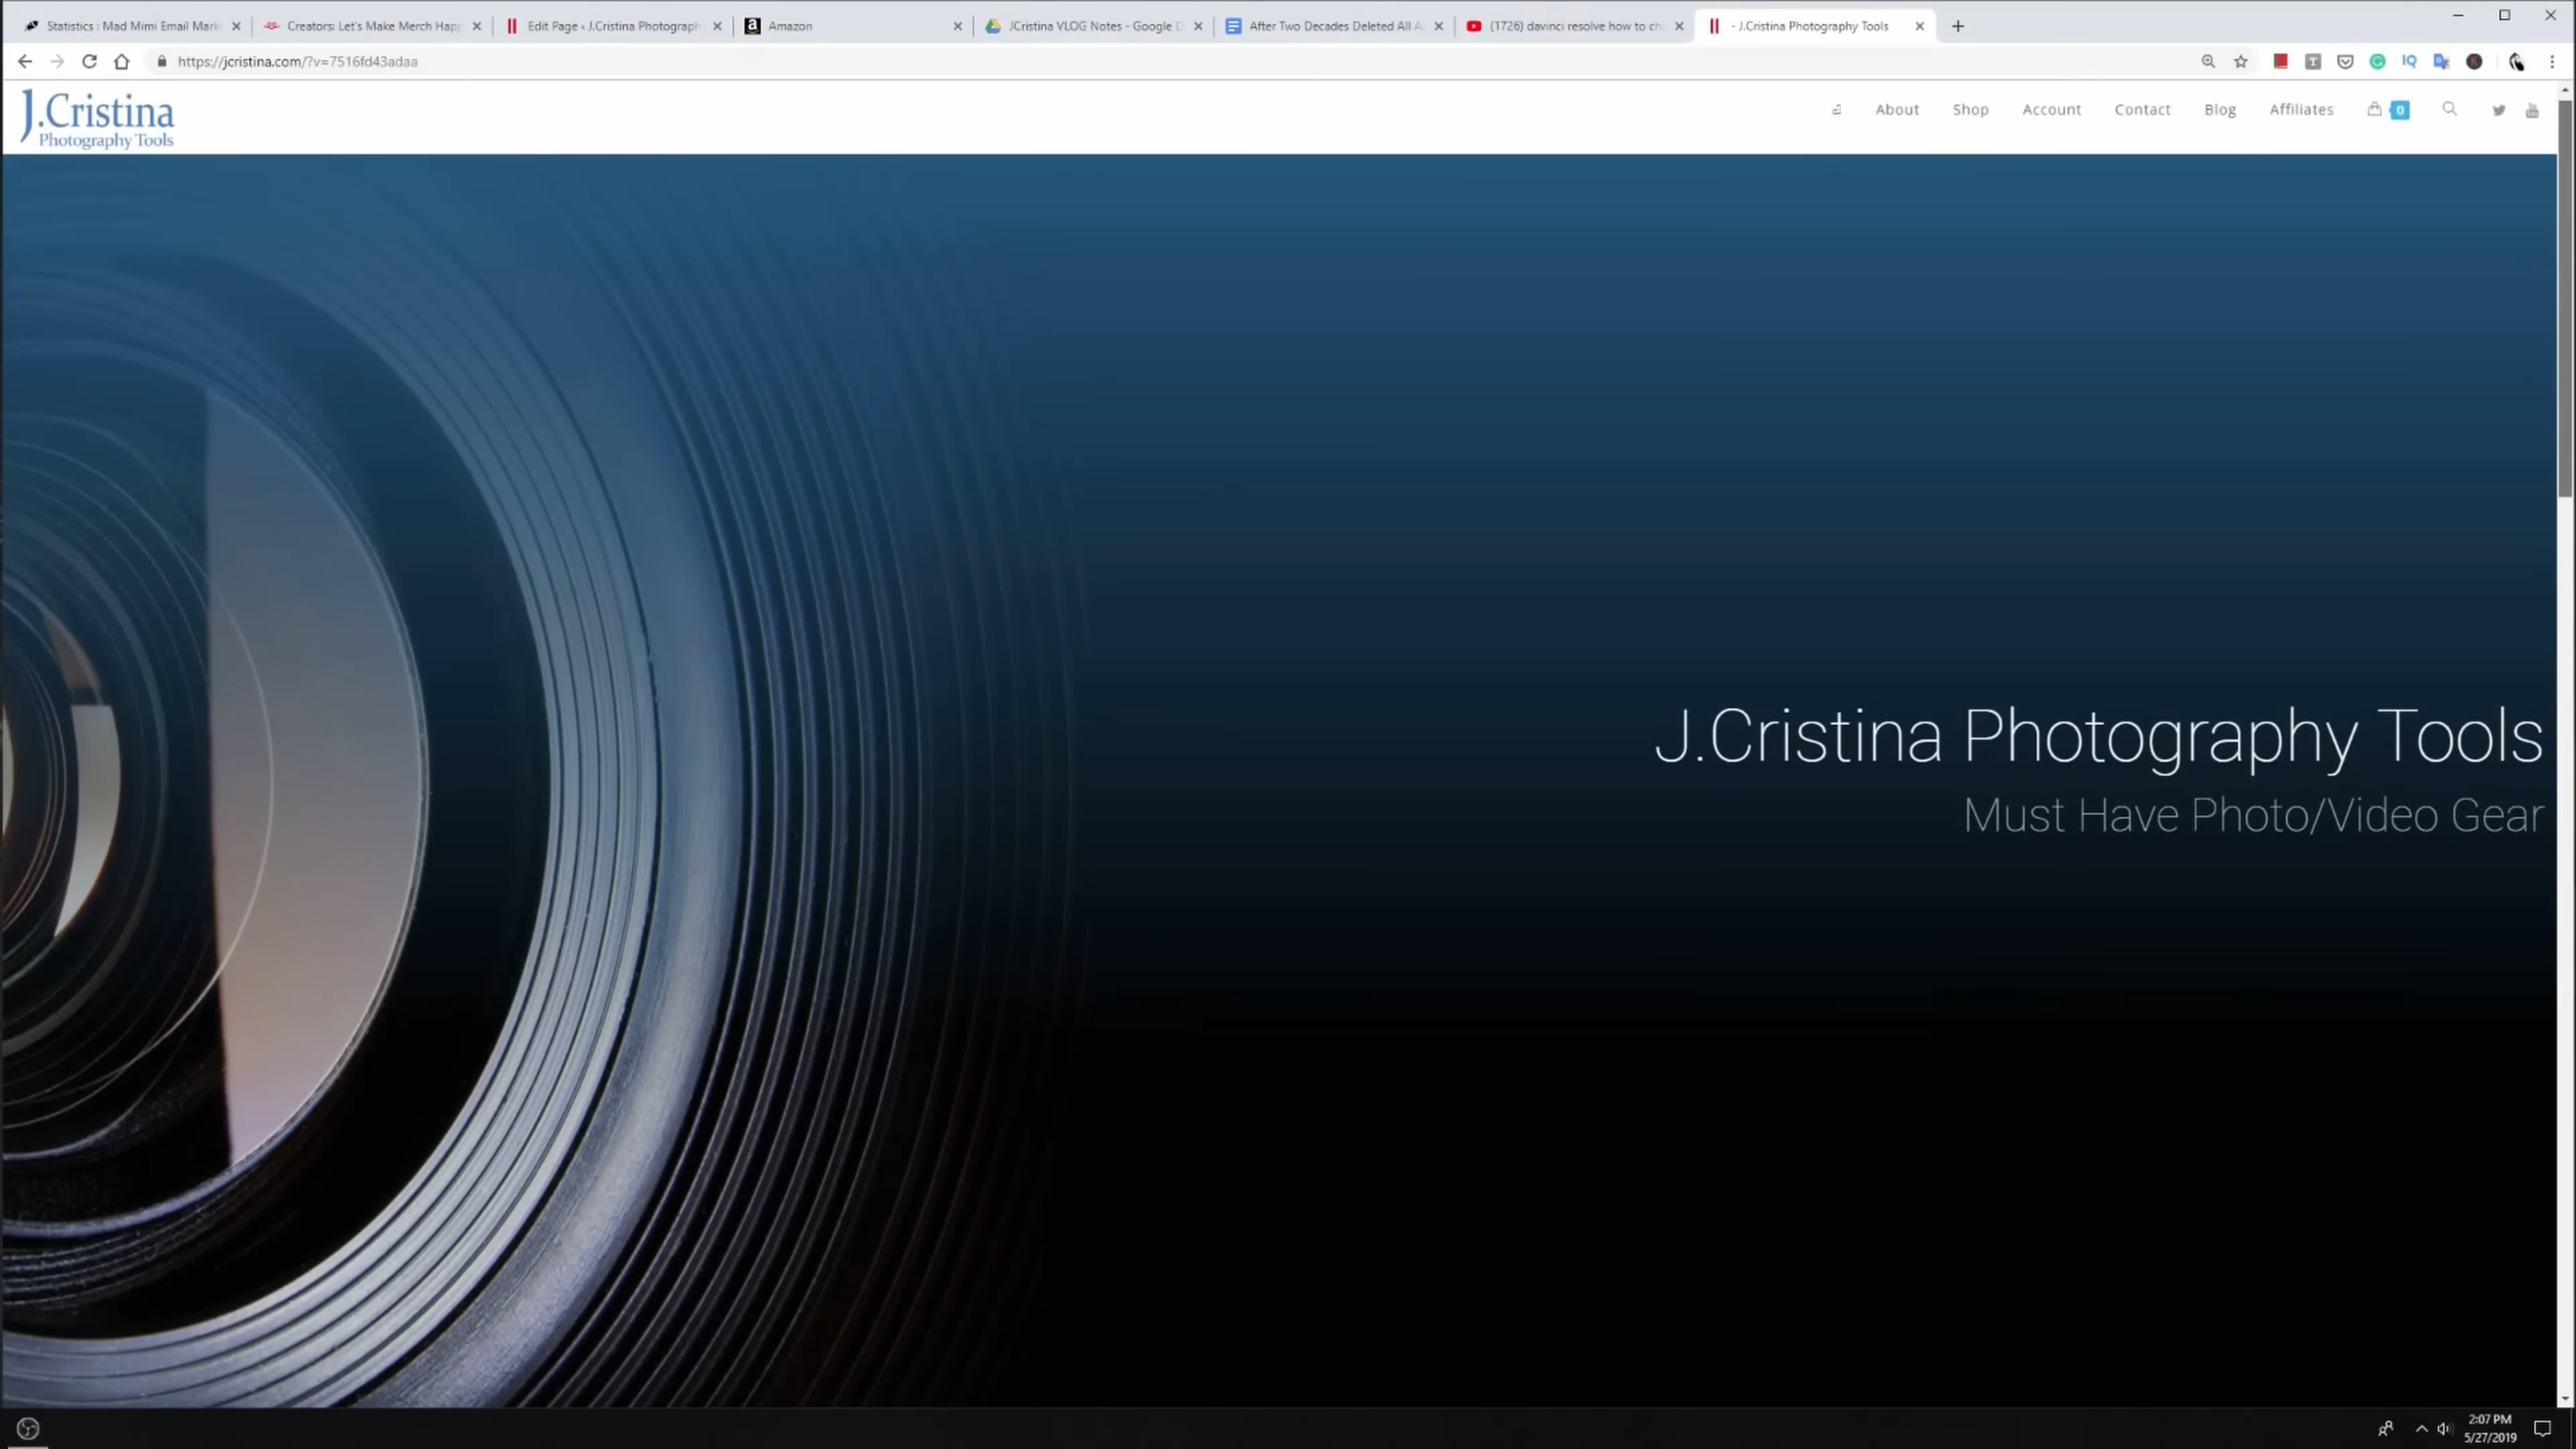 Statistics : Mad Mimi Email Mark
Creators: Let's Make Merch Happ
Edit Page ‹ J.Cristina Photograph
Amazon
JCristina VLOG Notes - Google D
After Two Decades Deleted All A
(1726) davinci resolve how to ch
- J.Cristina Photography Tools
https://jcristina.com/?v=7516fd43adaa
IQ
J.Cristina
Photography Tools
About
Shop
Account
Contact
Blog
Affiliates
0
J.Cristina Photography Tools
Must Have Photo/Video Gear
2:07 PM
5/27/2019